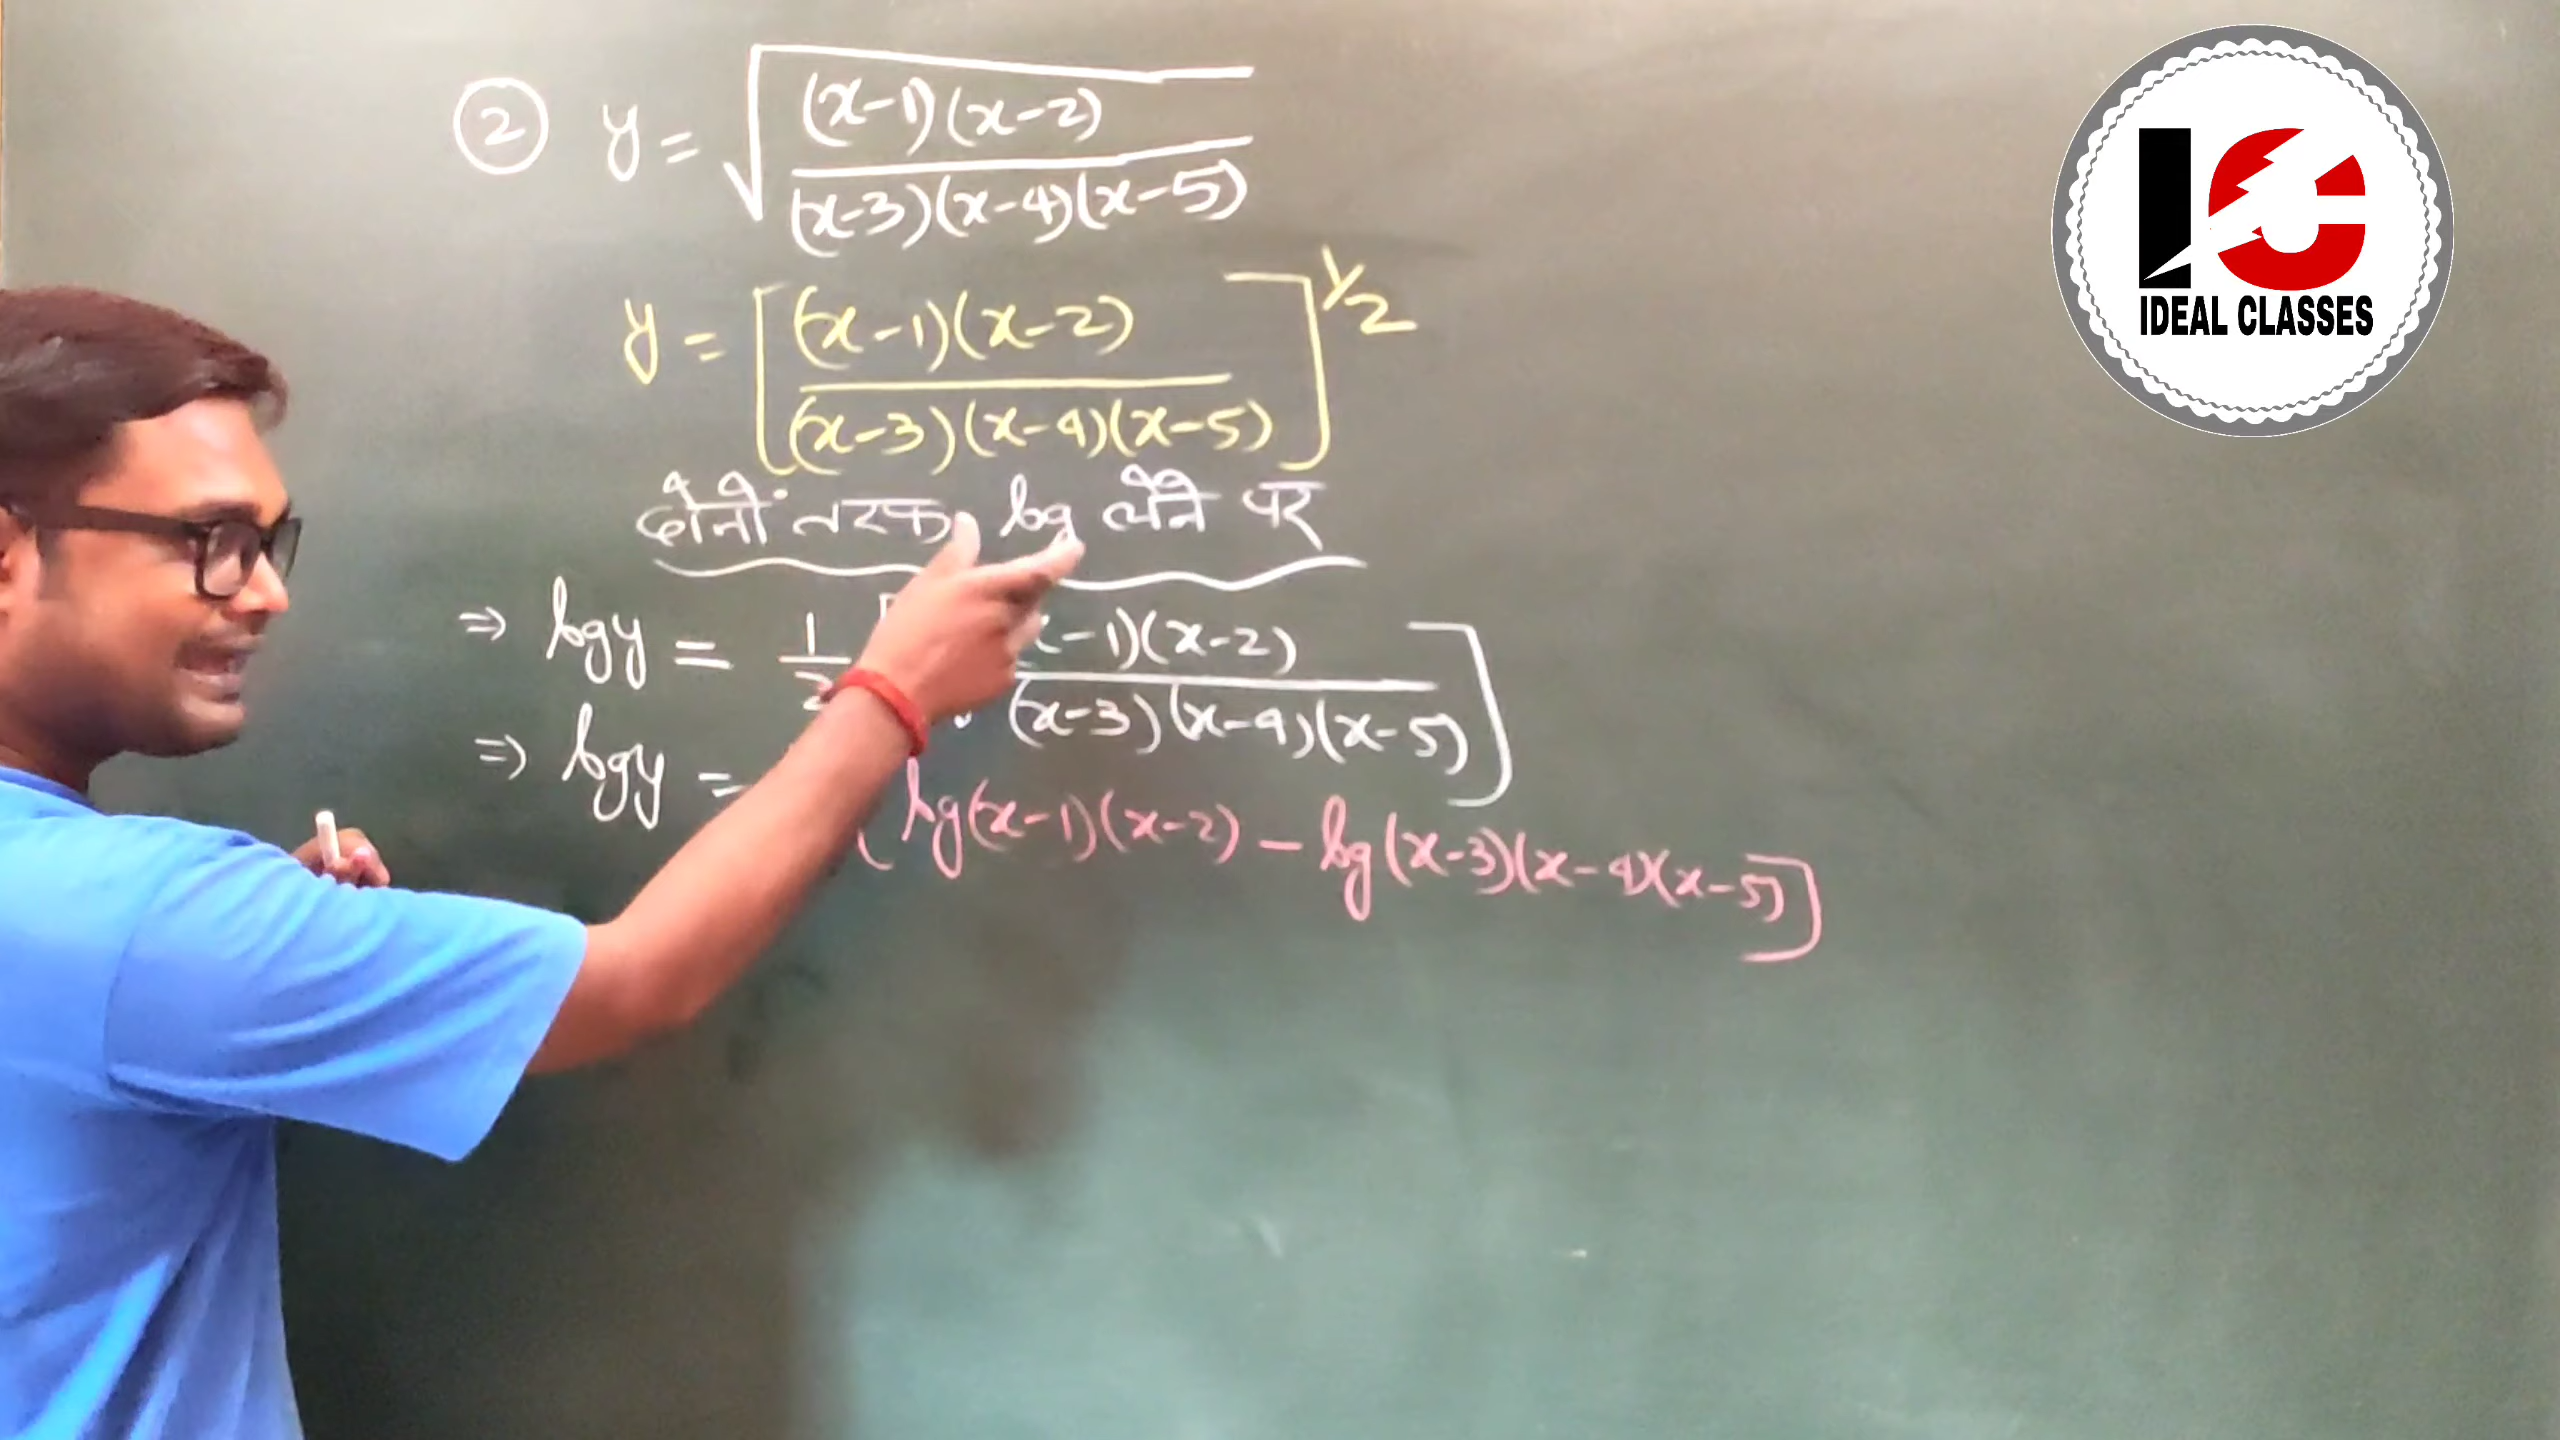 ② y = √((x-1)(x-2) / (x-3)(x-4)(x-5))
y = [(x-1)(x-2) / (x-3)(x-4)(x-5)]^1/2
दोनों तरफ log लेने पर
⇒ logy = 1/2 (x-1)(x-2) / (x-3)(x-4)(x-5)]
⇒ logy = [log(x-1)(x-2) - log(x-3)(x-4)(x-5)]
IC
IDEAL CLASSES